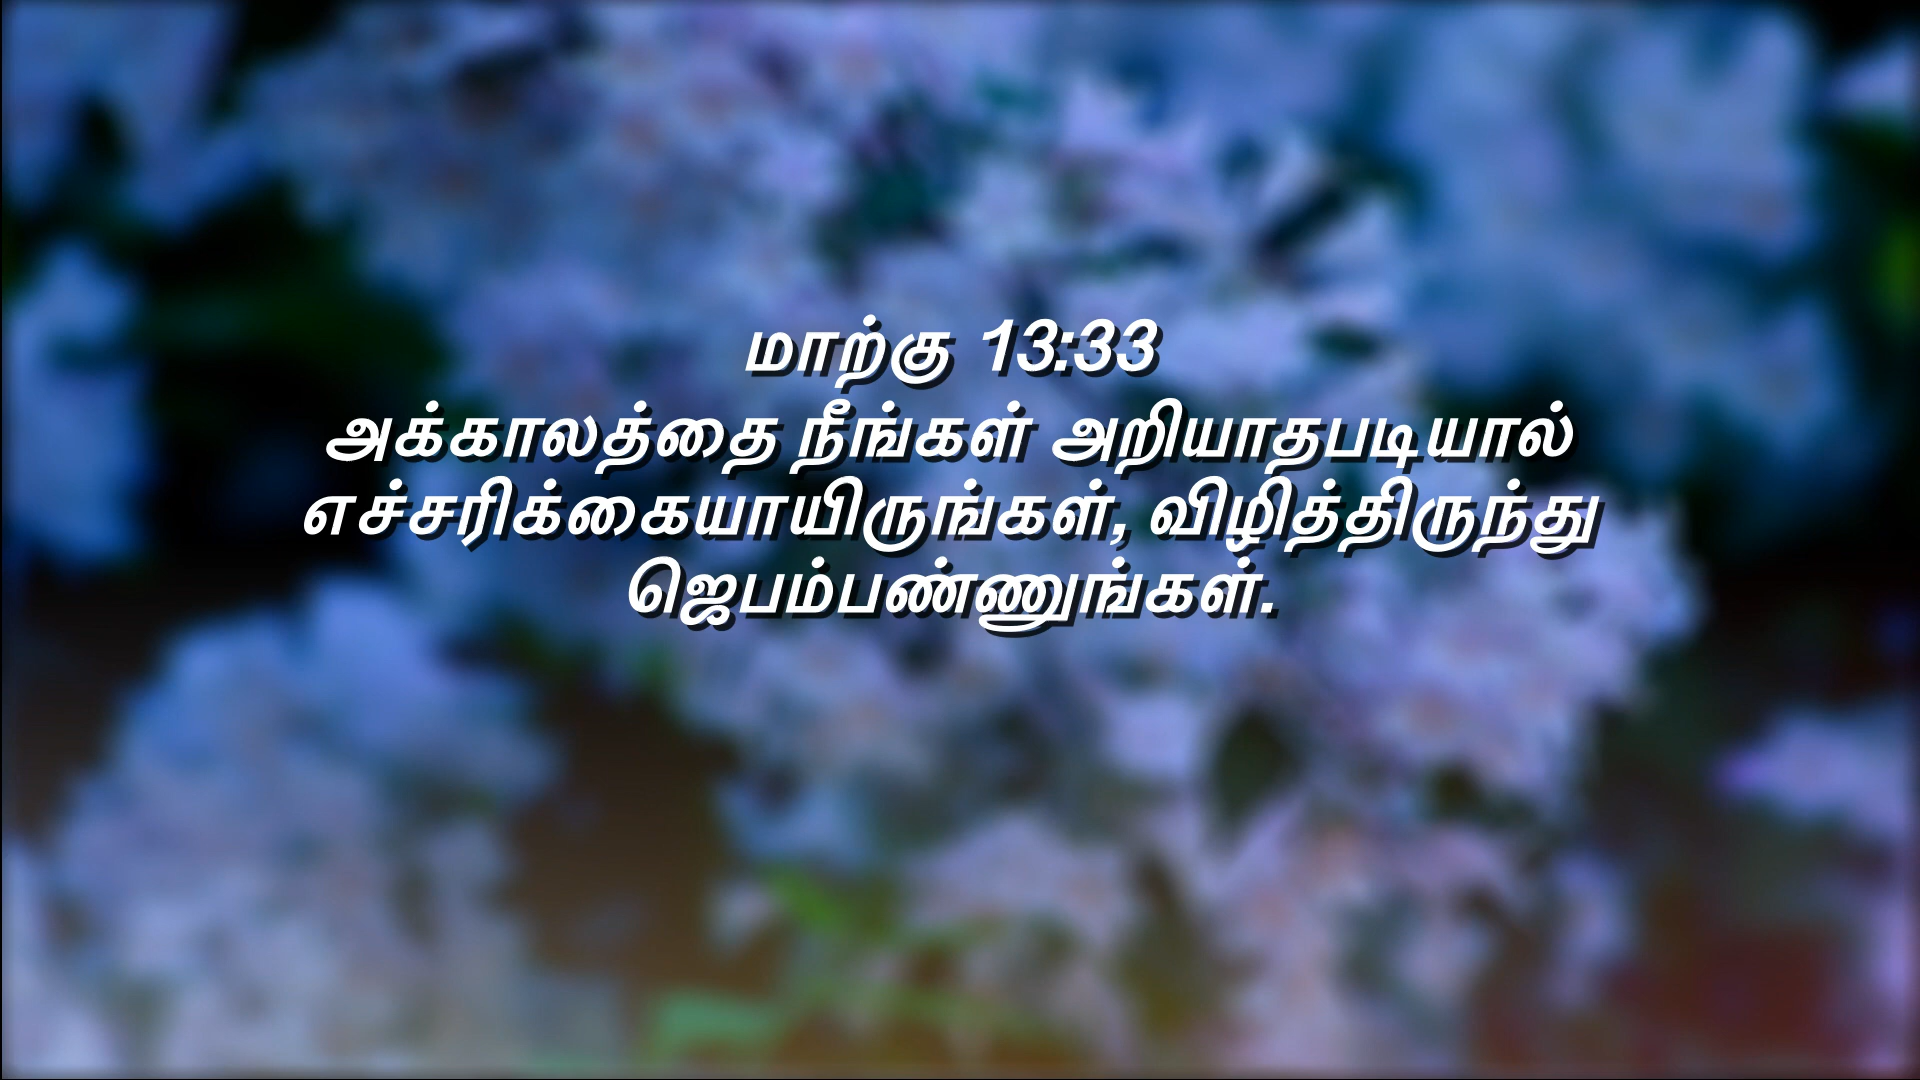 மாற்கு 13:33
அக்காலத்தை நீங்கள் அறியாதபடியால்
எச்சரிக்கையாயிருங்கள், விழித்திருந்து
ஜெபம்பண்ணுங்கள்.